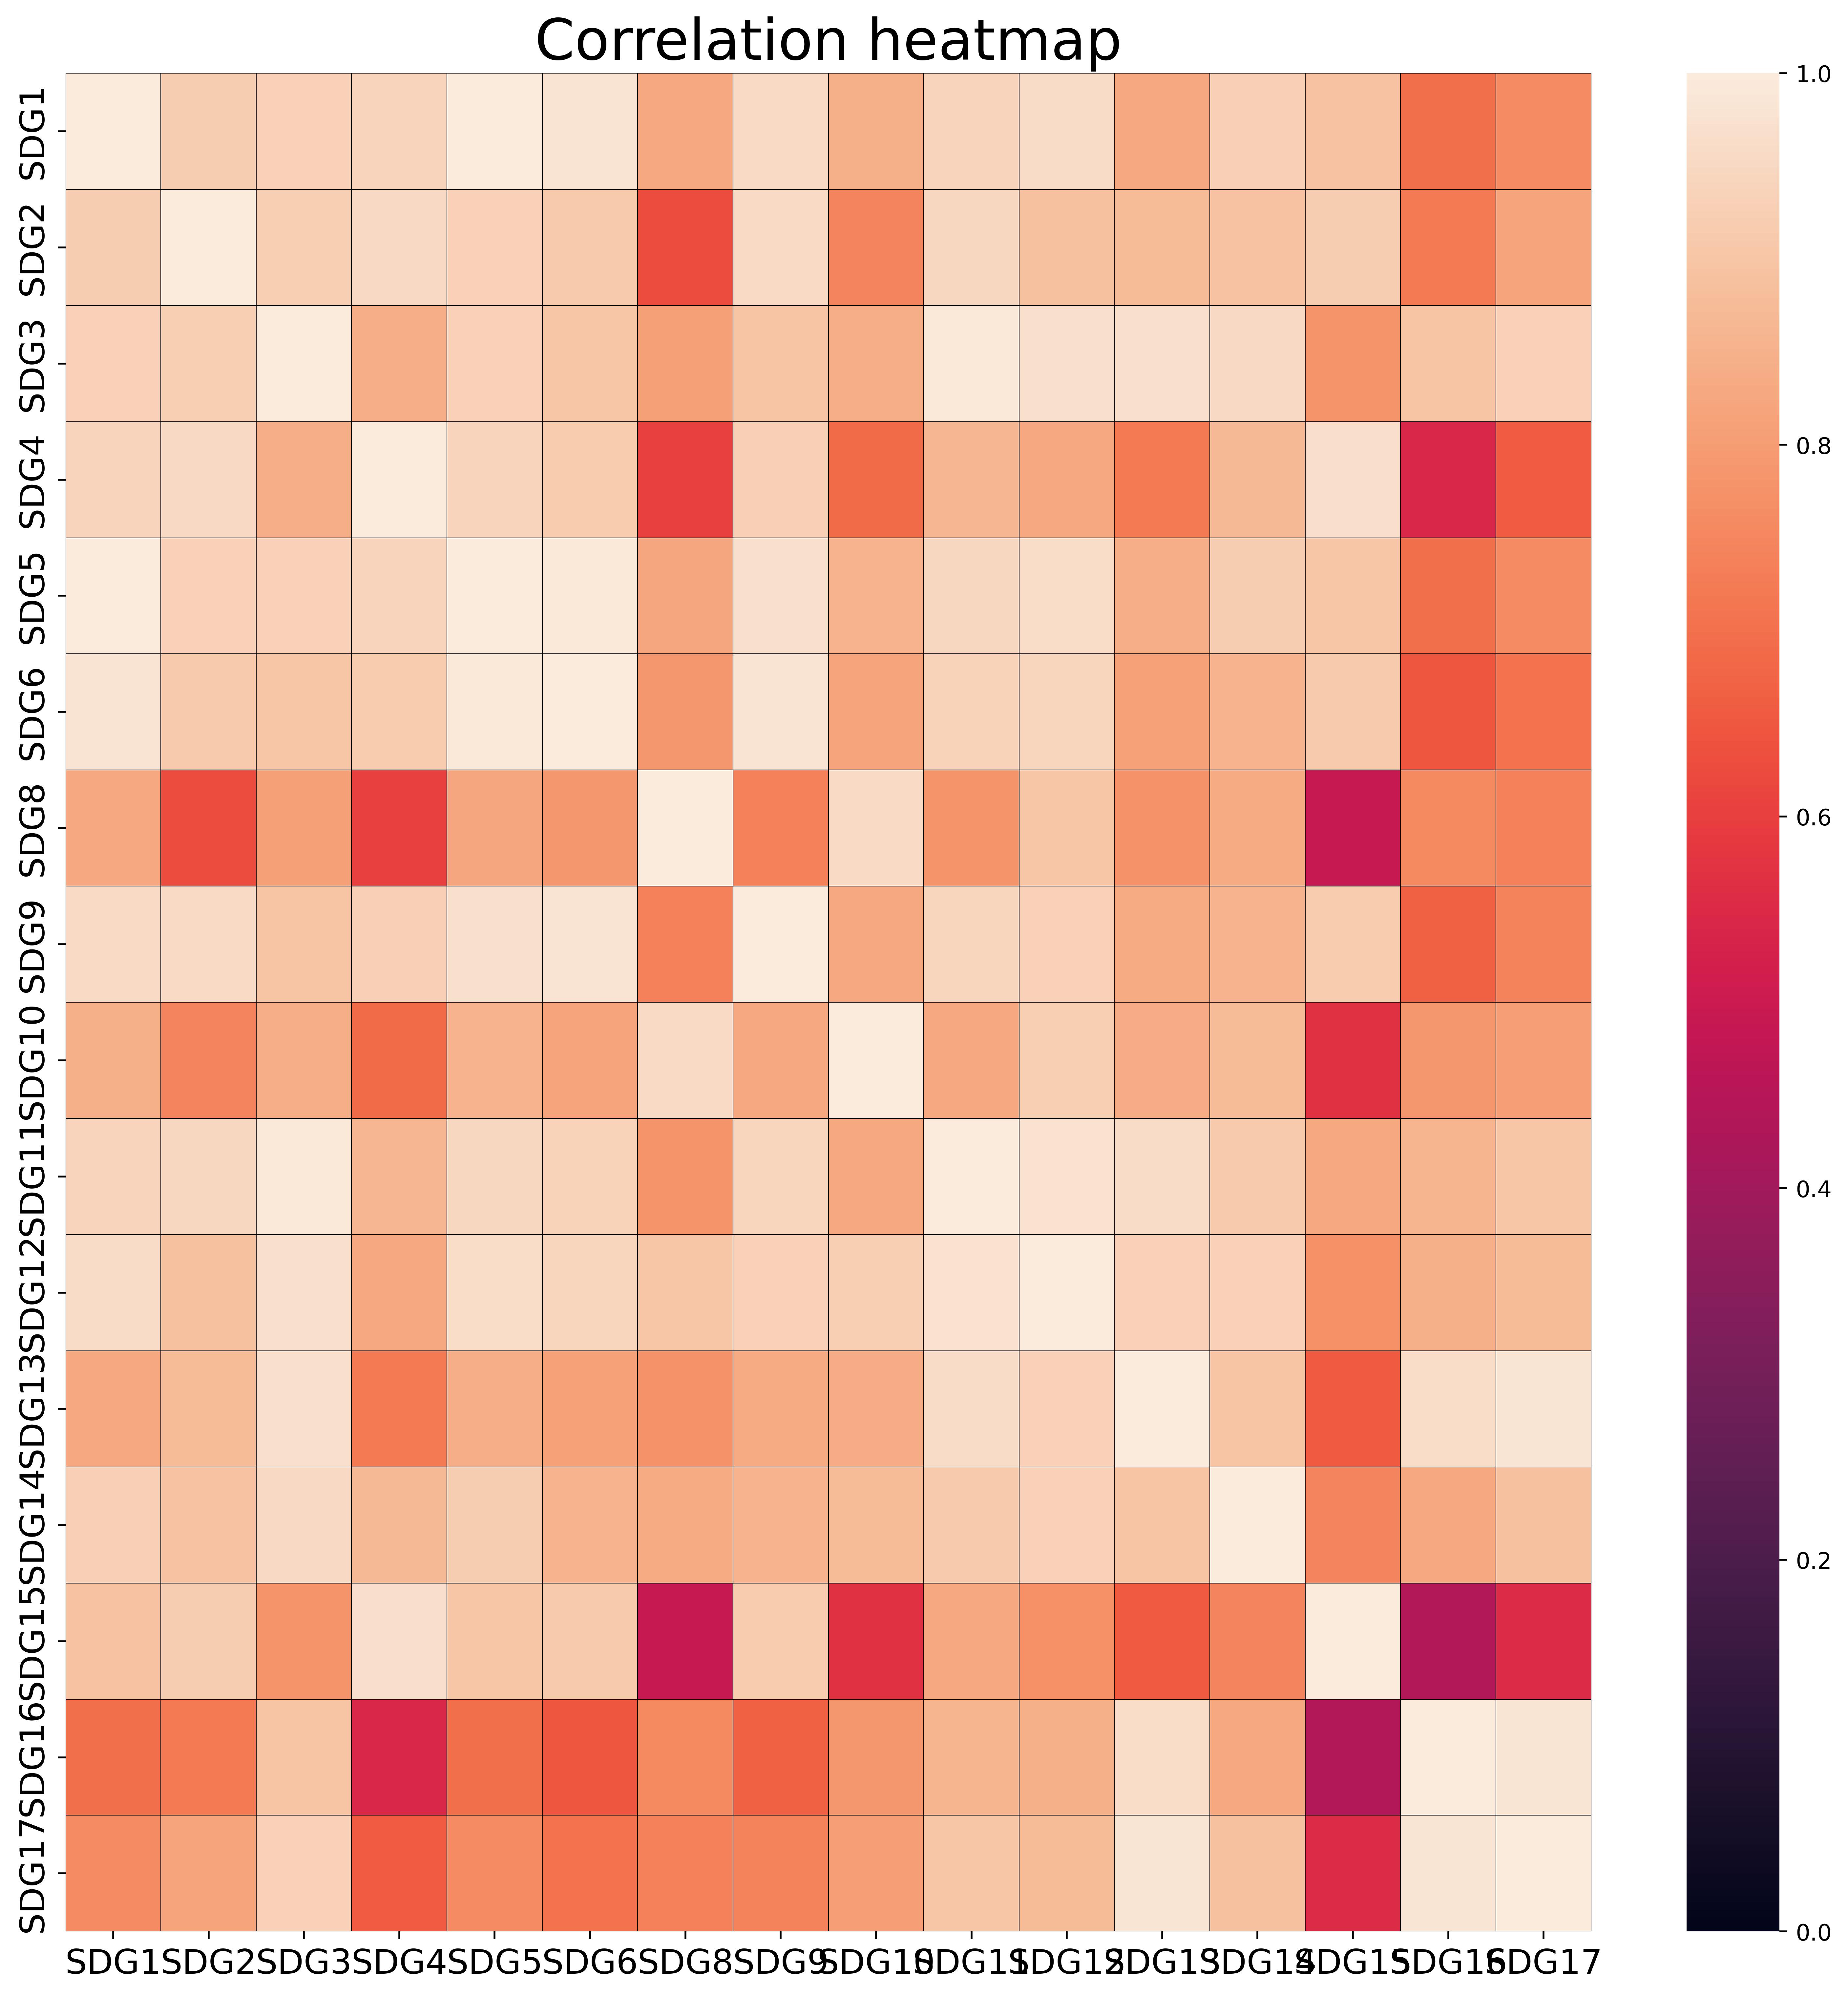 Correlation heatmap
SDG1
SDG2
SDG3
SDG4
SDG5
SDG6
SDG8
SDG9
SDG10
SDG11
SDG12
SDG13
SDG14
SDG15
SDG16
SDG17
SDG1 SDG2 SDG3 SDG4 SDG5 SDG6 SDG8 SDG9 SDG10 SDG11 SDG12 SDG13 SDG14 SDG15 SDG16 SDG17
1.0
0.8
0.6
0.4
0.2
0.0